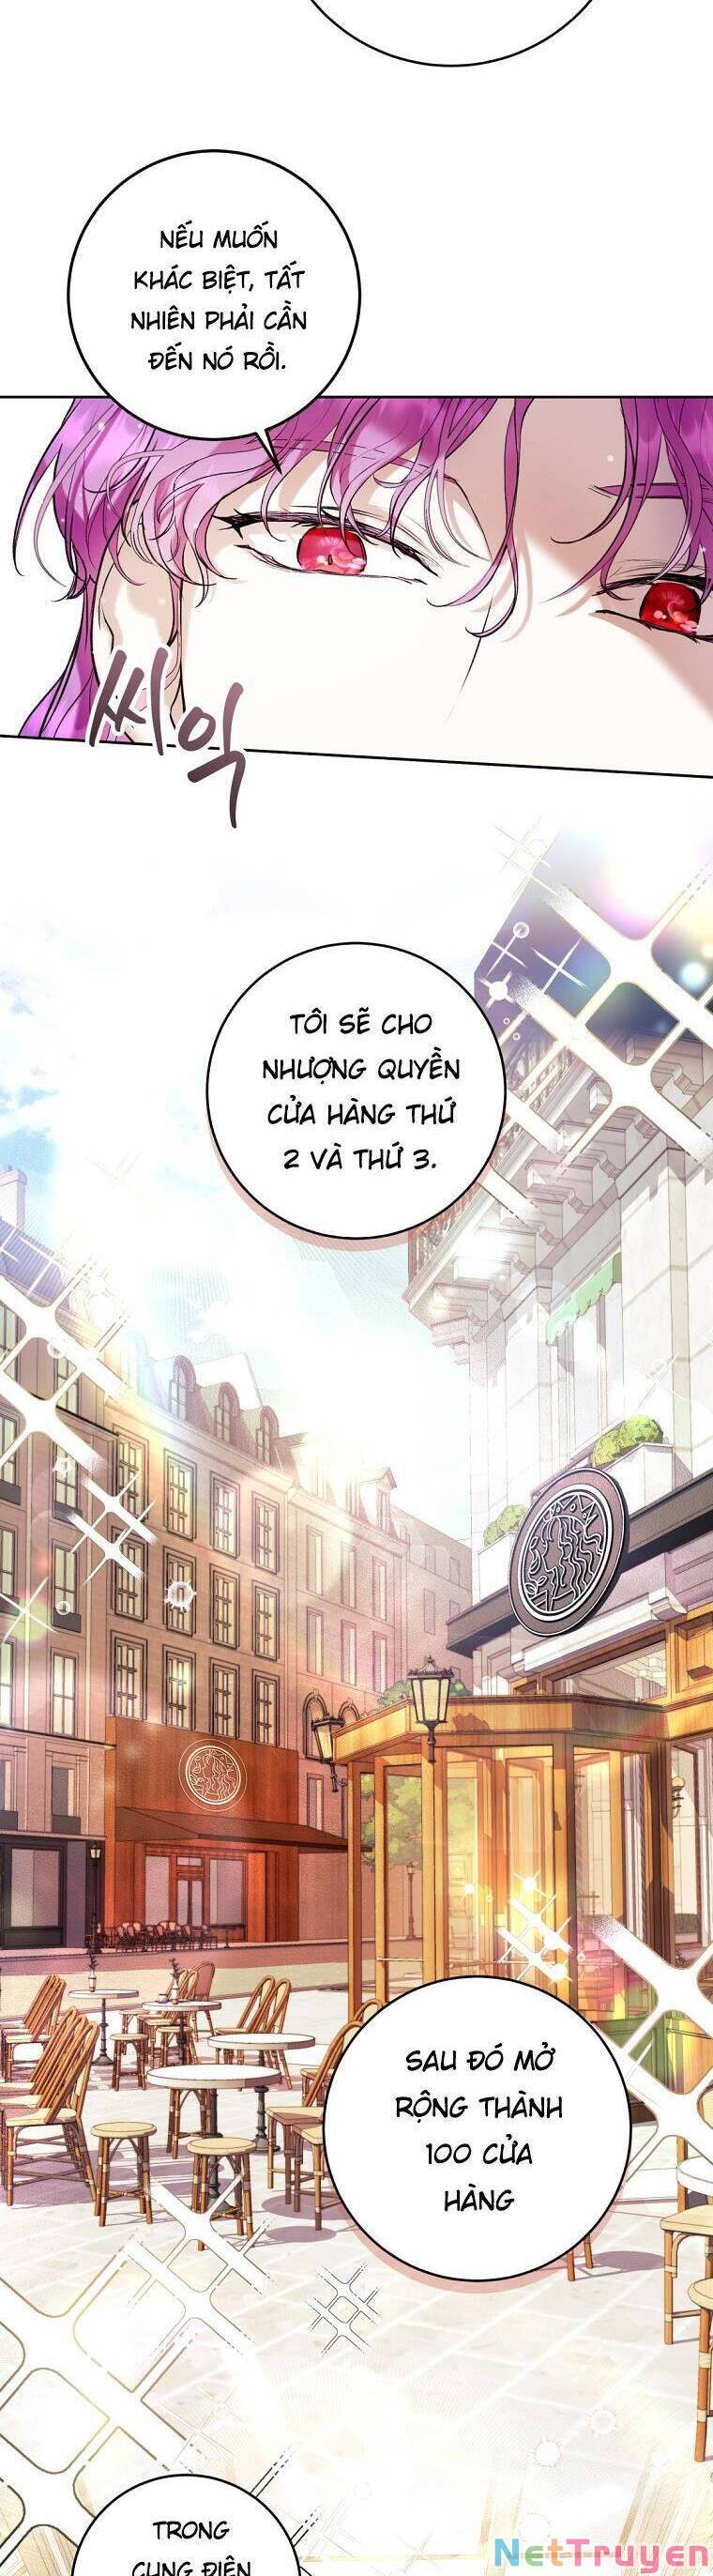 NẾU MUỐN
KHÁC BIỆT, TẤT
NHIÊN PHẢI CẦN
ĐẾN NÓ RỒI.
씨익
TÔI SẼ CHO
NHƯỢNG QUYỀN
CỬA HÀNG THỨ
2 VÀ THỨ 3.
SAU ĐÓ MỞ
RỘNG THÀNH
100 CỬA
HÀNG
TRONG
CUNG ĐIỆN
NetTruyen